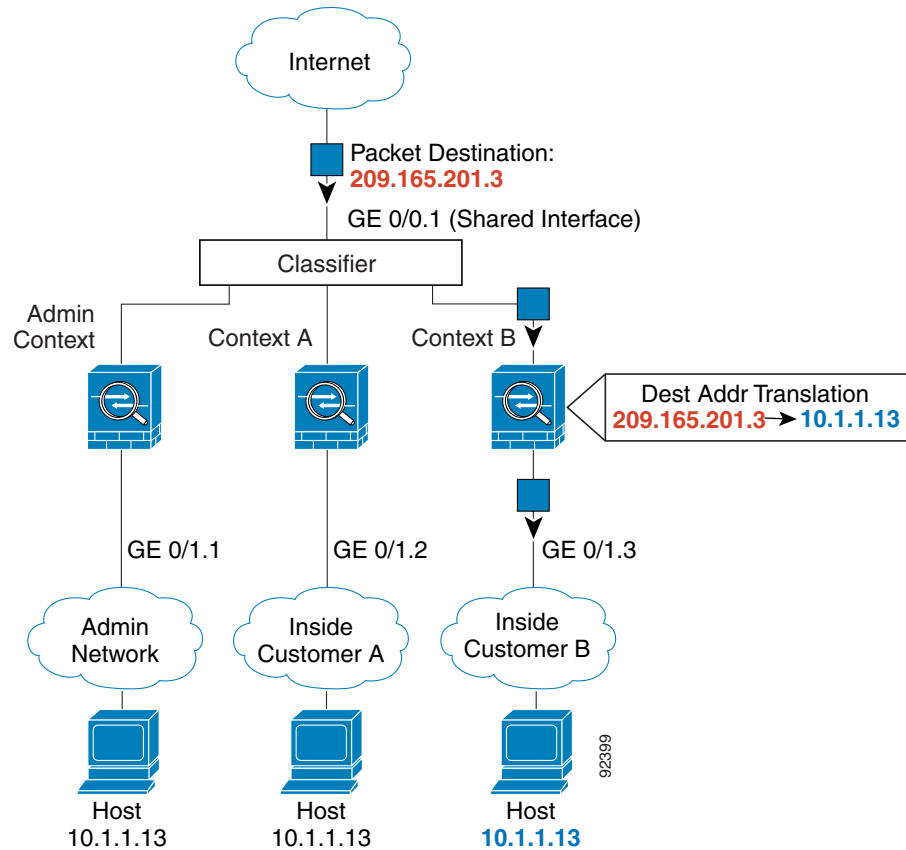 Internet
Packet Destination:
209.165.201.3
GE 0/0.1 (Shared Interface)
Classifier
Admin
Context
Context A
Context B
Dest Addr Translation
209.165.201.3 10.1.1.13
GE 0/1.1
GE 0/1.2
GE 0/1.3
Admin
Network
Inside
Customer A
Inside
Customer B
92399
Host
10.1.1.13
Host
10.1.1.13
Host
10.1.1.13